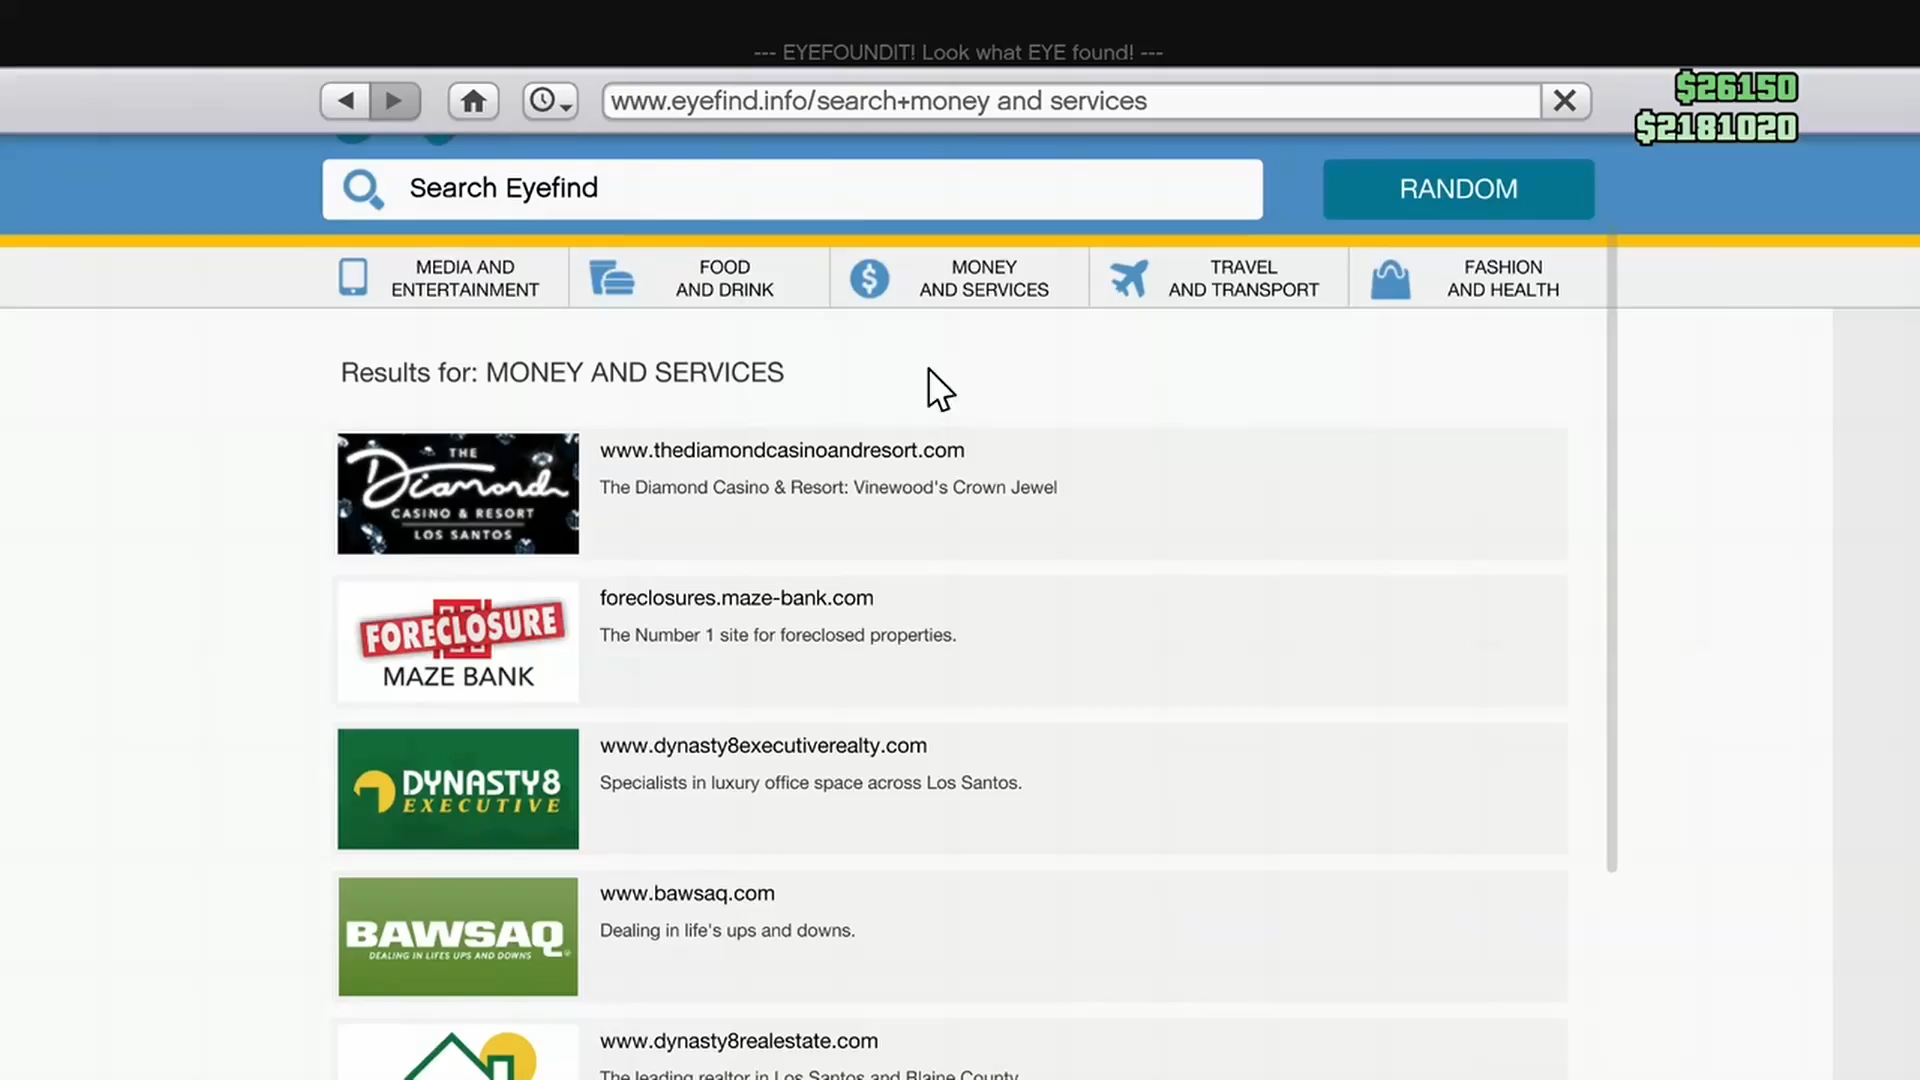 --- EYEFOUNDIT! Look what EYE found! ---
www.eyefind.info/search+money and services
$26150
$2181020
Search Eyefind
RANDOM
MEDIA AND
ENTERTAINMENT
FOOD
AND DRINK
MONEY
AND SERVICES
TRAVEL
AND TRANSPORT
FASHION
AND HEALTH
Results for: MONEY AND SERVICES
THE
Diamond
CASINO & RESORT
LOS SANTOS
www.thediamondcasinoandresort.com
The Diamond Casino & Resort: Vinewood's Crown Jewel
FORECLOSURE
MAZE BANK
foreclosures.maze-bank.com
The Number 1 site for foreclosed properties.
DYNASTY8
EXECUTIVE
www.dynasty8executiverealty.com
Specialists in luxury office space across Los Santos.
BAWSAQ
DEALING IN LIFE'S UPS AND DOWNS
www.bawsaq.com
Dealing in life's ups and downs.
www.dynasty8realestate.com
The leading realtor in Los Santos and Blaine County